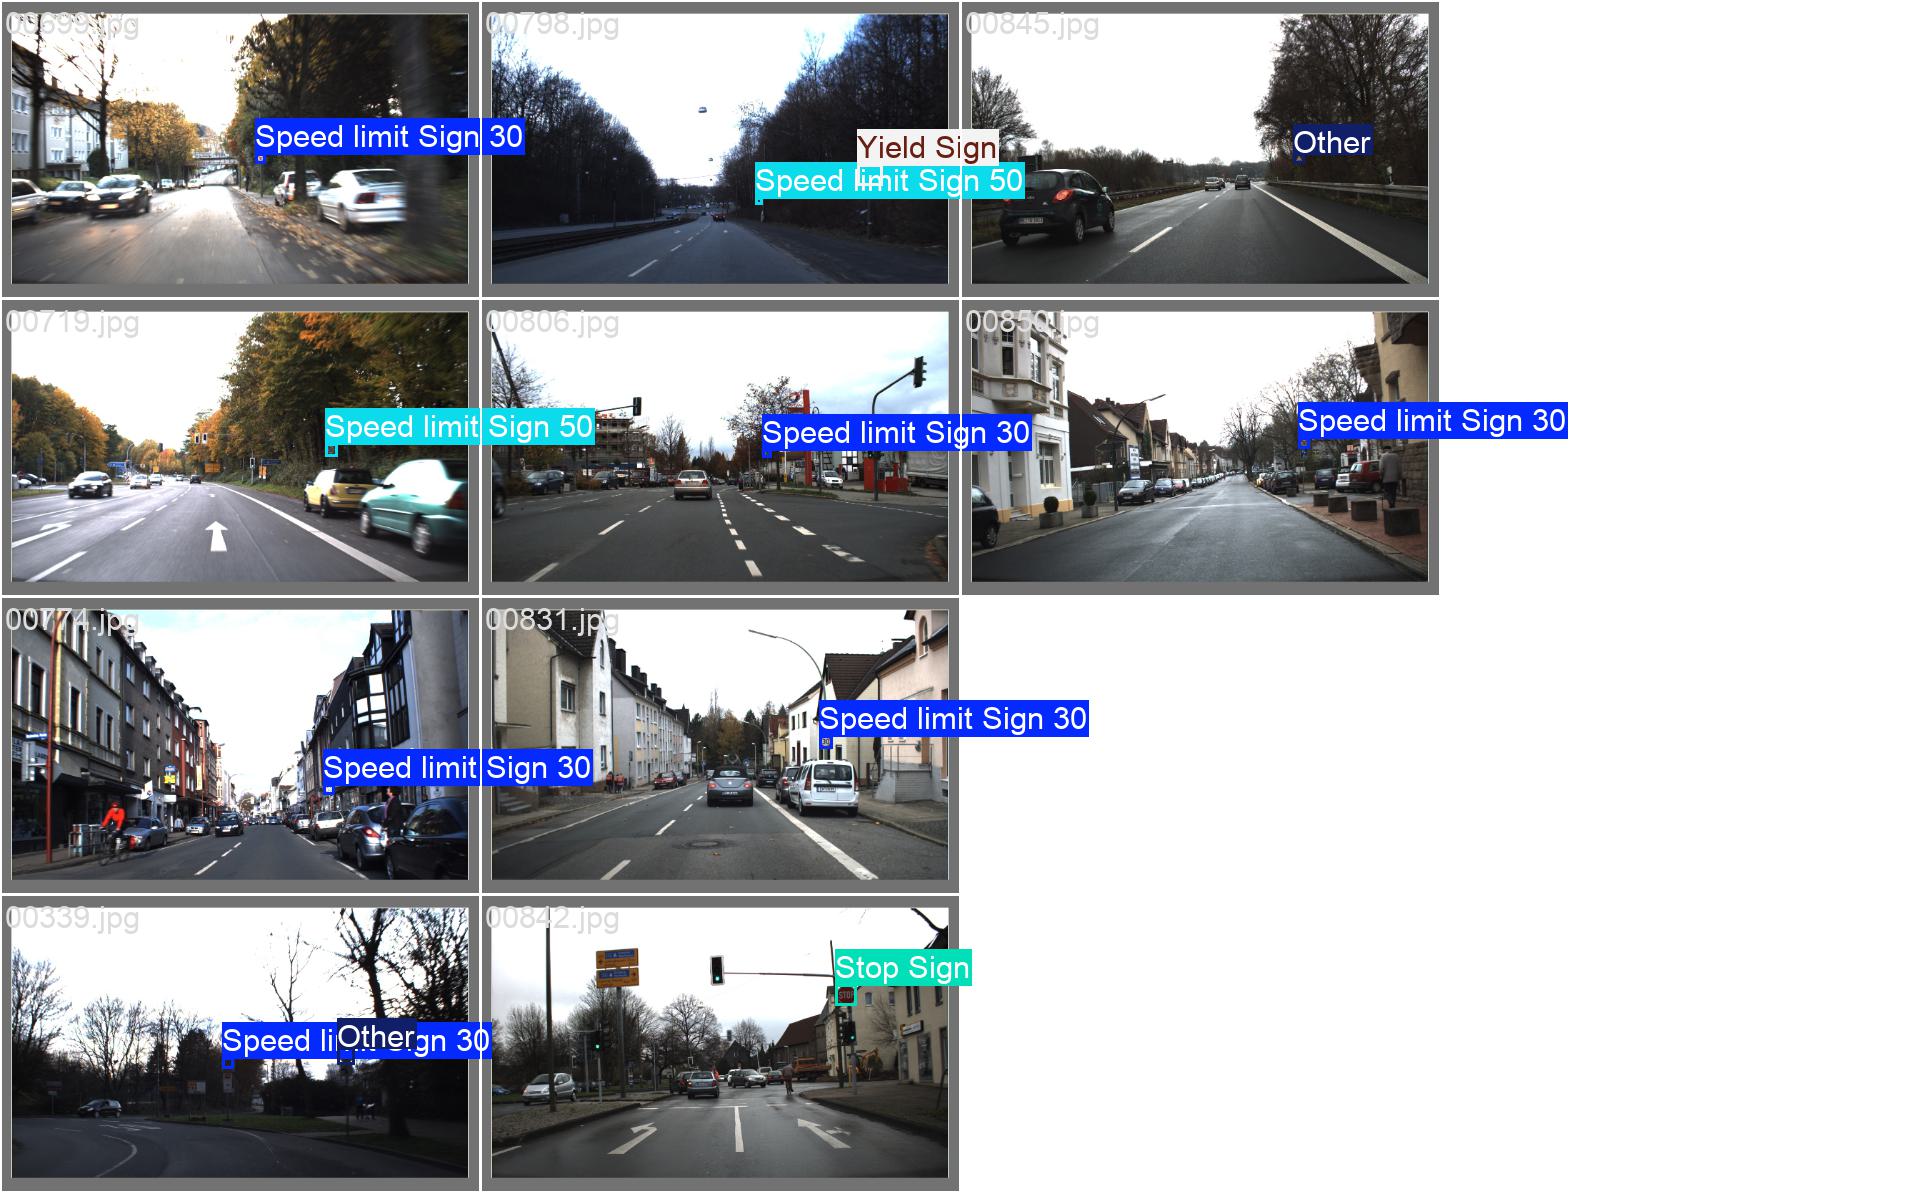 00699.jpg
Speed limit Sign 30
00798.jpg
Yield Sign
Speed limit Sign 50
00845.jpg
Other
00719.jpg
Speed limit Sign 50
00806.jpg
Speed limit Sign 30
00850.jpg
Speed limit Sign 30
00774.jpg
Speed limit Sign 30
00831.jpg
Speed limit Sign 30
30
00339.jpg
Speed li
gn 30
Other
00842.jpg
Stop Sign
STOP